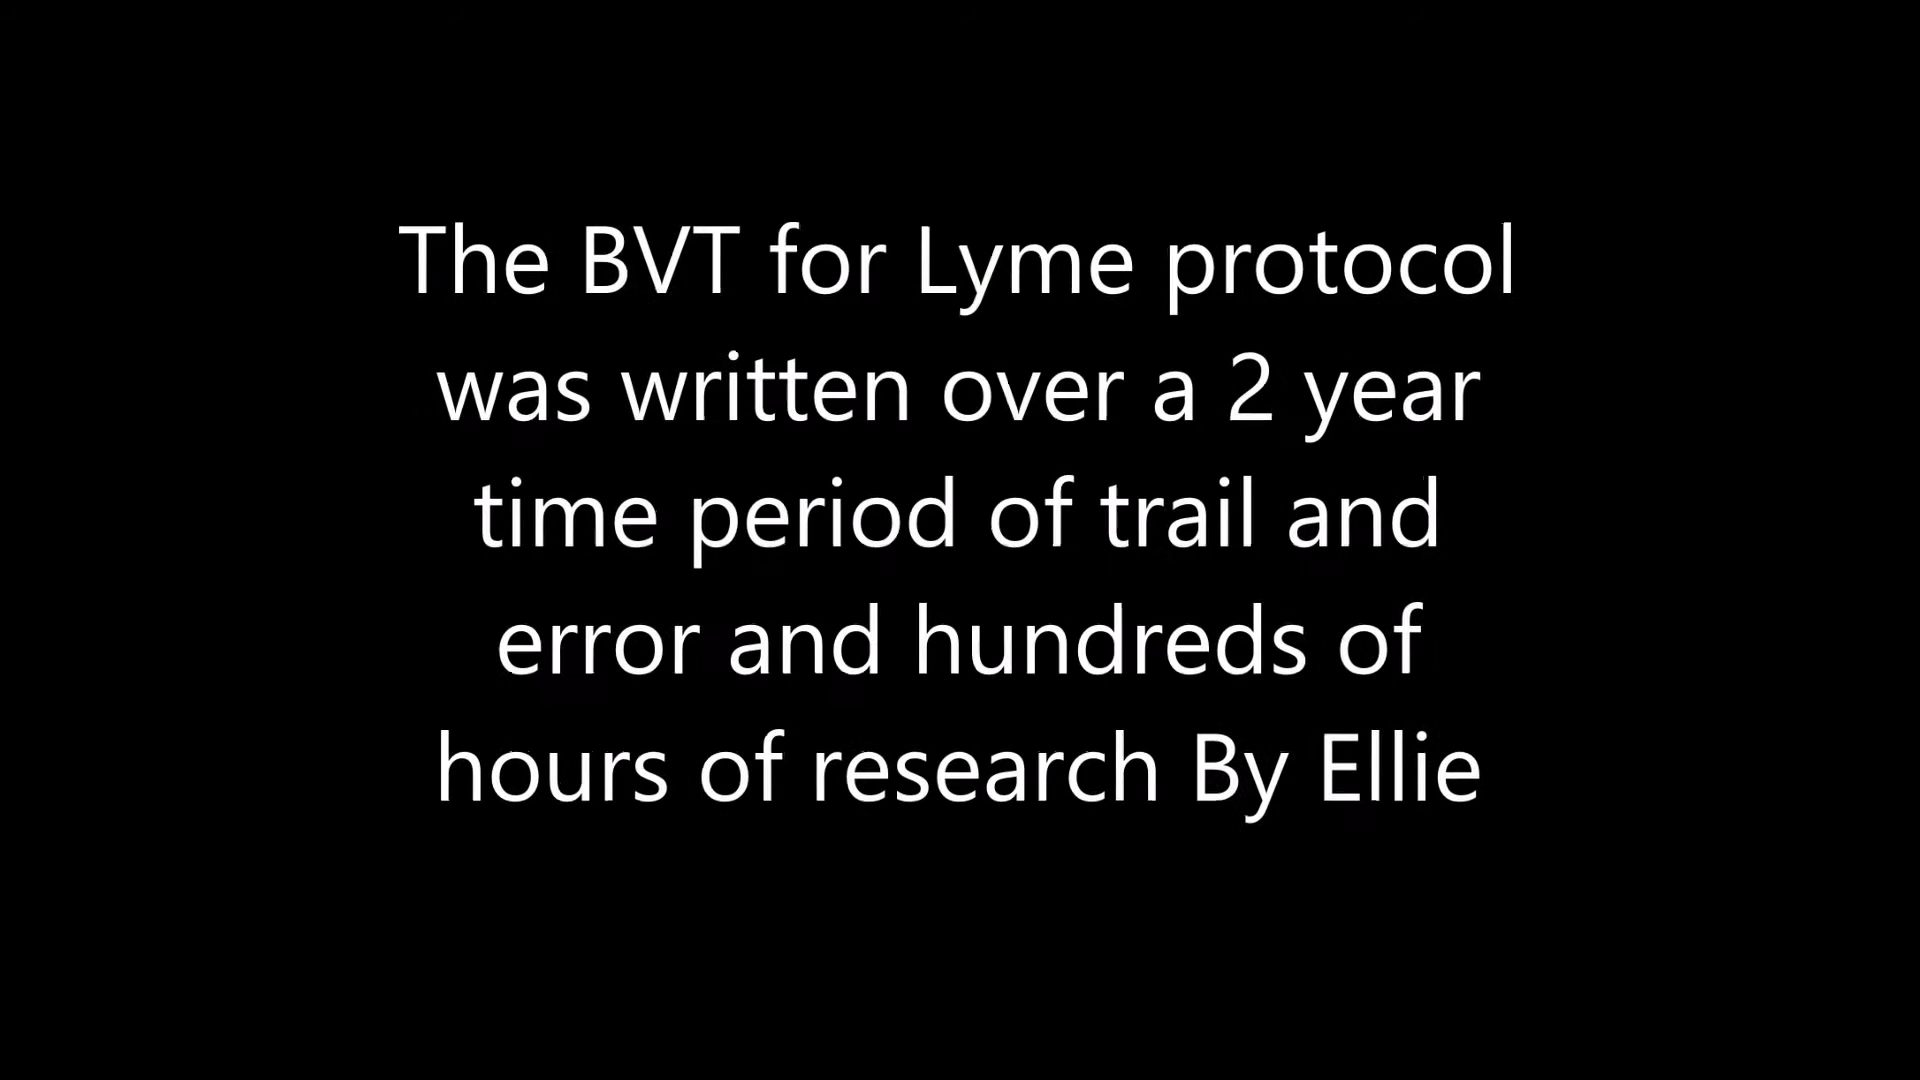 The BVT for Lyme protocol
was written over a 2 year
time period of trail and
error and hundreds of
hours of research By Ellie